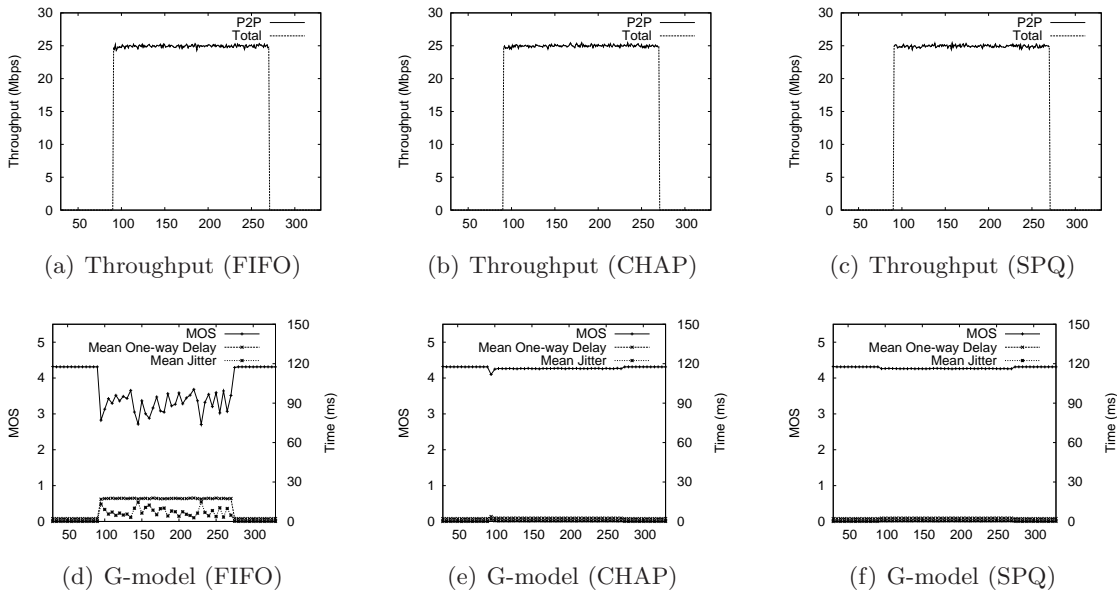 30
25
20
15
10
5
0
Throughput (Mbps)
P2P
Total
50 100 150 200 250 300
(a) Throughput (FIFO)
30
25
20
15
10
5
0
Throughput (Mbps)
P2P
Total
50 100 150 200 250 300
(b) Throughput (CHAP)
30
25
20
15
10
5
0
Throughput (Mbps)
P2P
Total
50 100 150 200 250 300
(c) Throughput (SPQ)
5
4
3
2
1
0
MOS
MOS
Mean One-way Delay
Mean Jitter
150
120
90
60
30
0
Time (ms)
50 100 150 200 250 300
(d) G-model (FIFO)
5
4
3
2
1
0
MOS
MOS
Mean One-way Delay
Mean Jitter
150
120
90
60
30
0
Time (ms)
50 100 150 200 250 300
(e) G-model (CHAP)
5
4
3
2
1
0
MOS
MOS
Mean One-way Delay
Mean Jitter
150
120
90
60
30
0
Time (ms)
50 100 150 200 250 300
(f) G-model (SPQ)